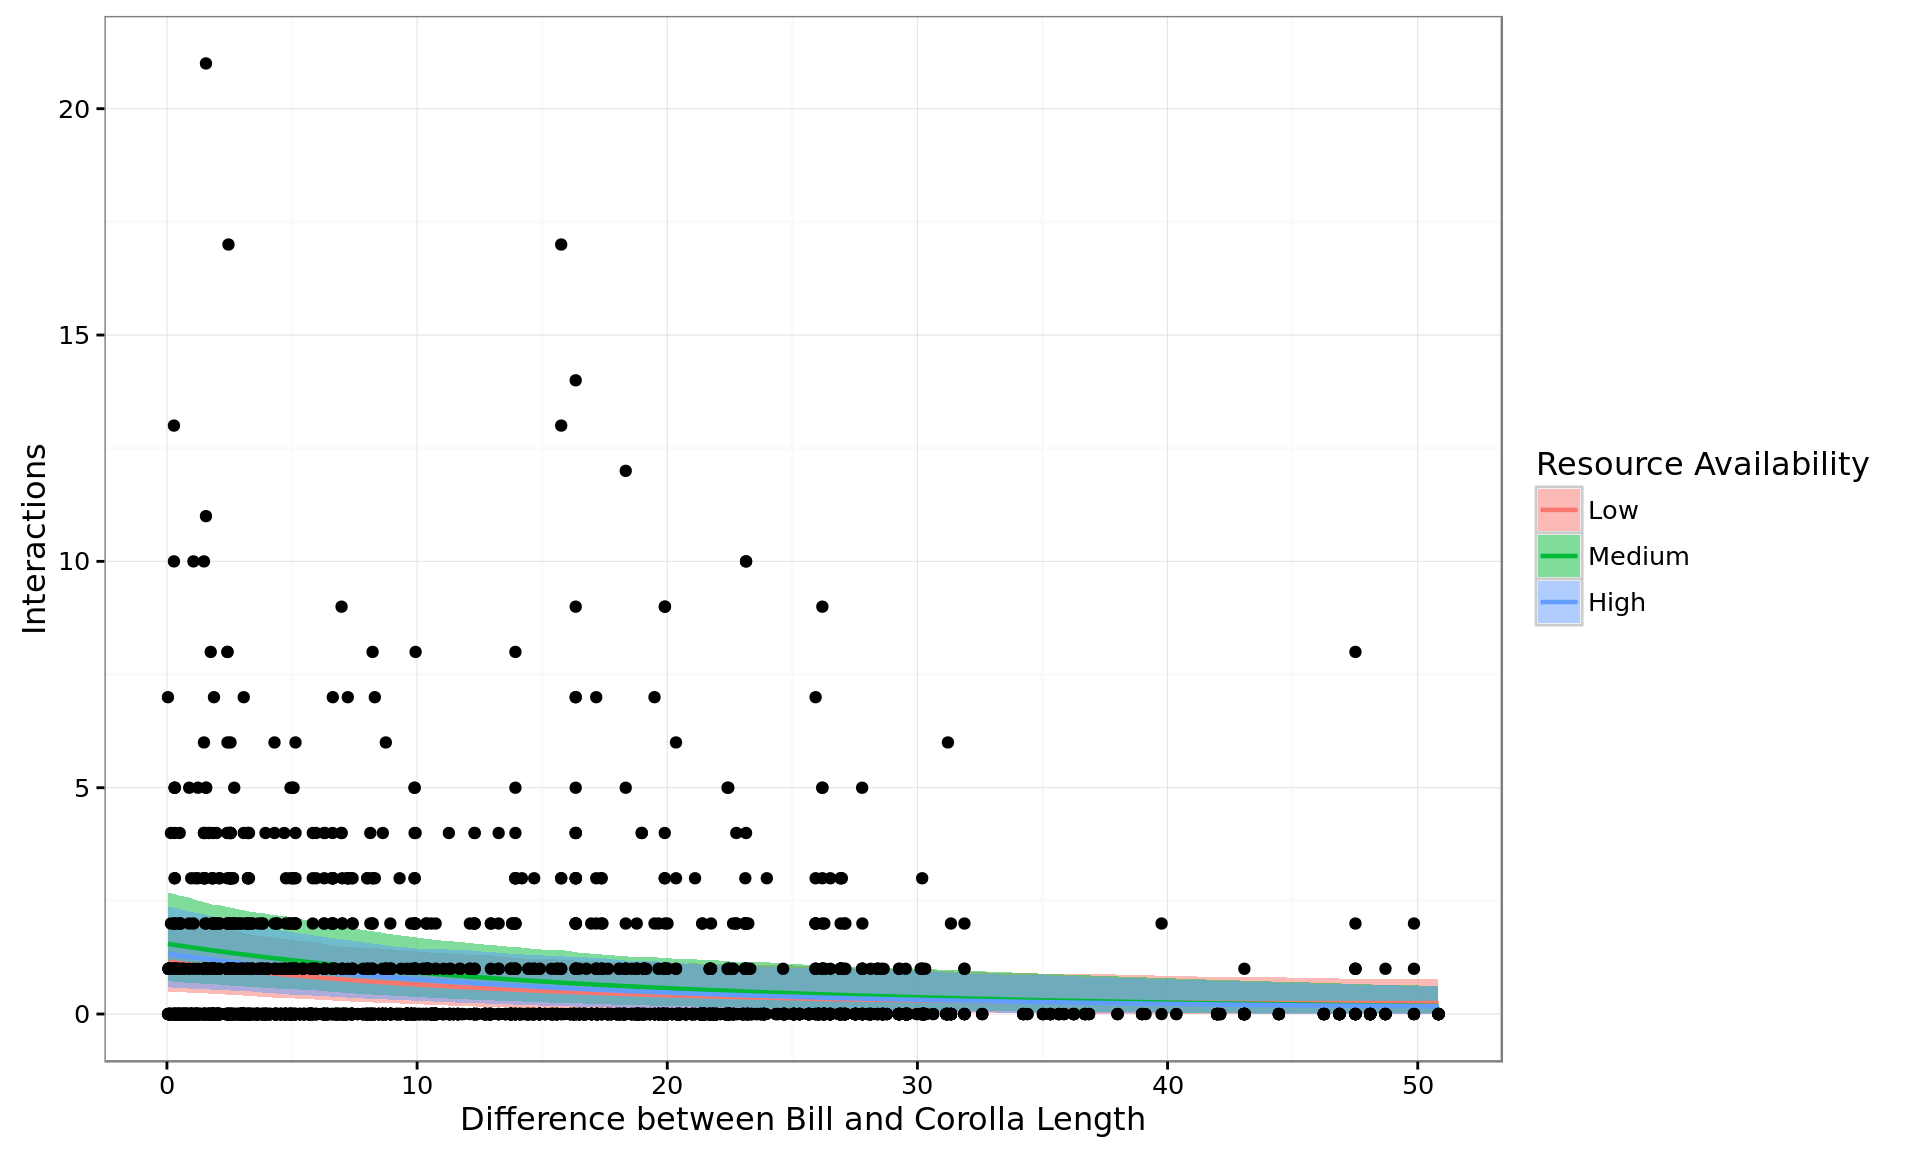 20
15
10
5
0
Interactions
0 10 20 30 40 50
Difference between Bill and Corolla Length
Resource Availability
Low
Medium
High